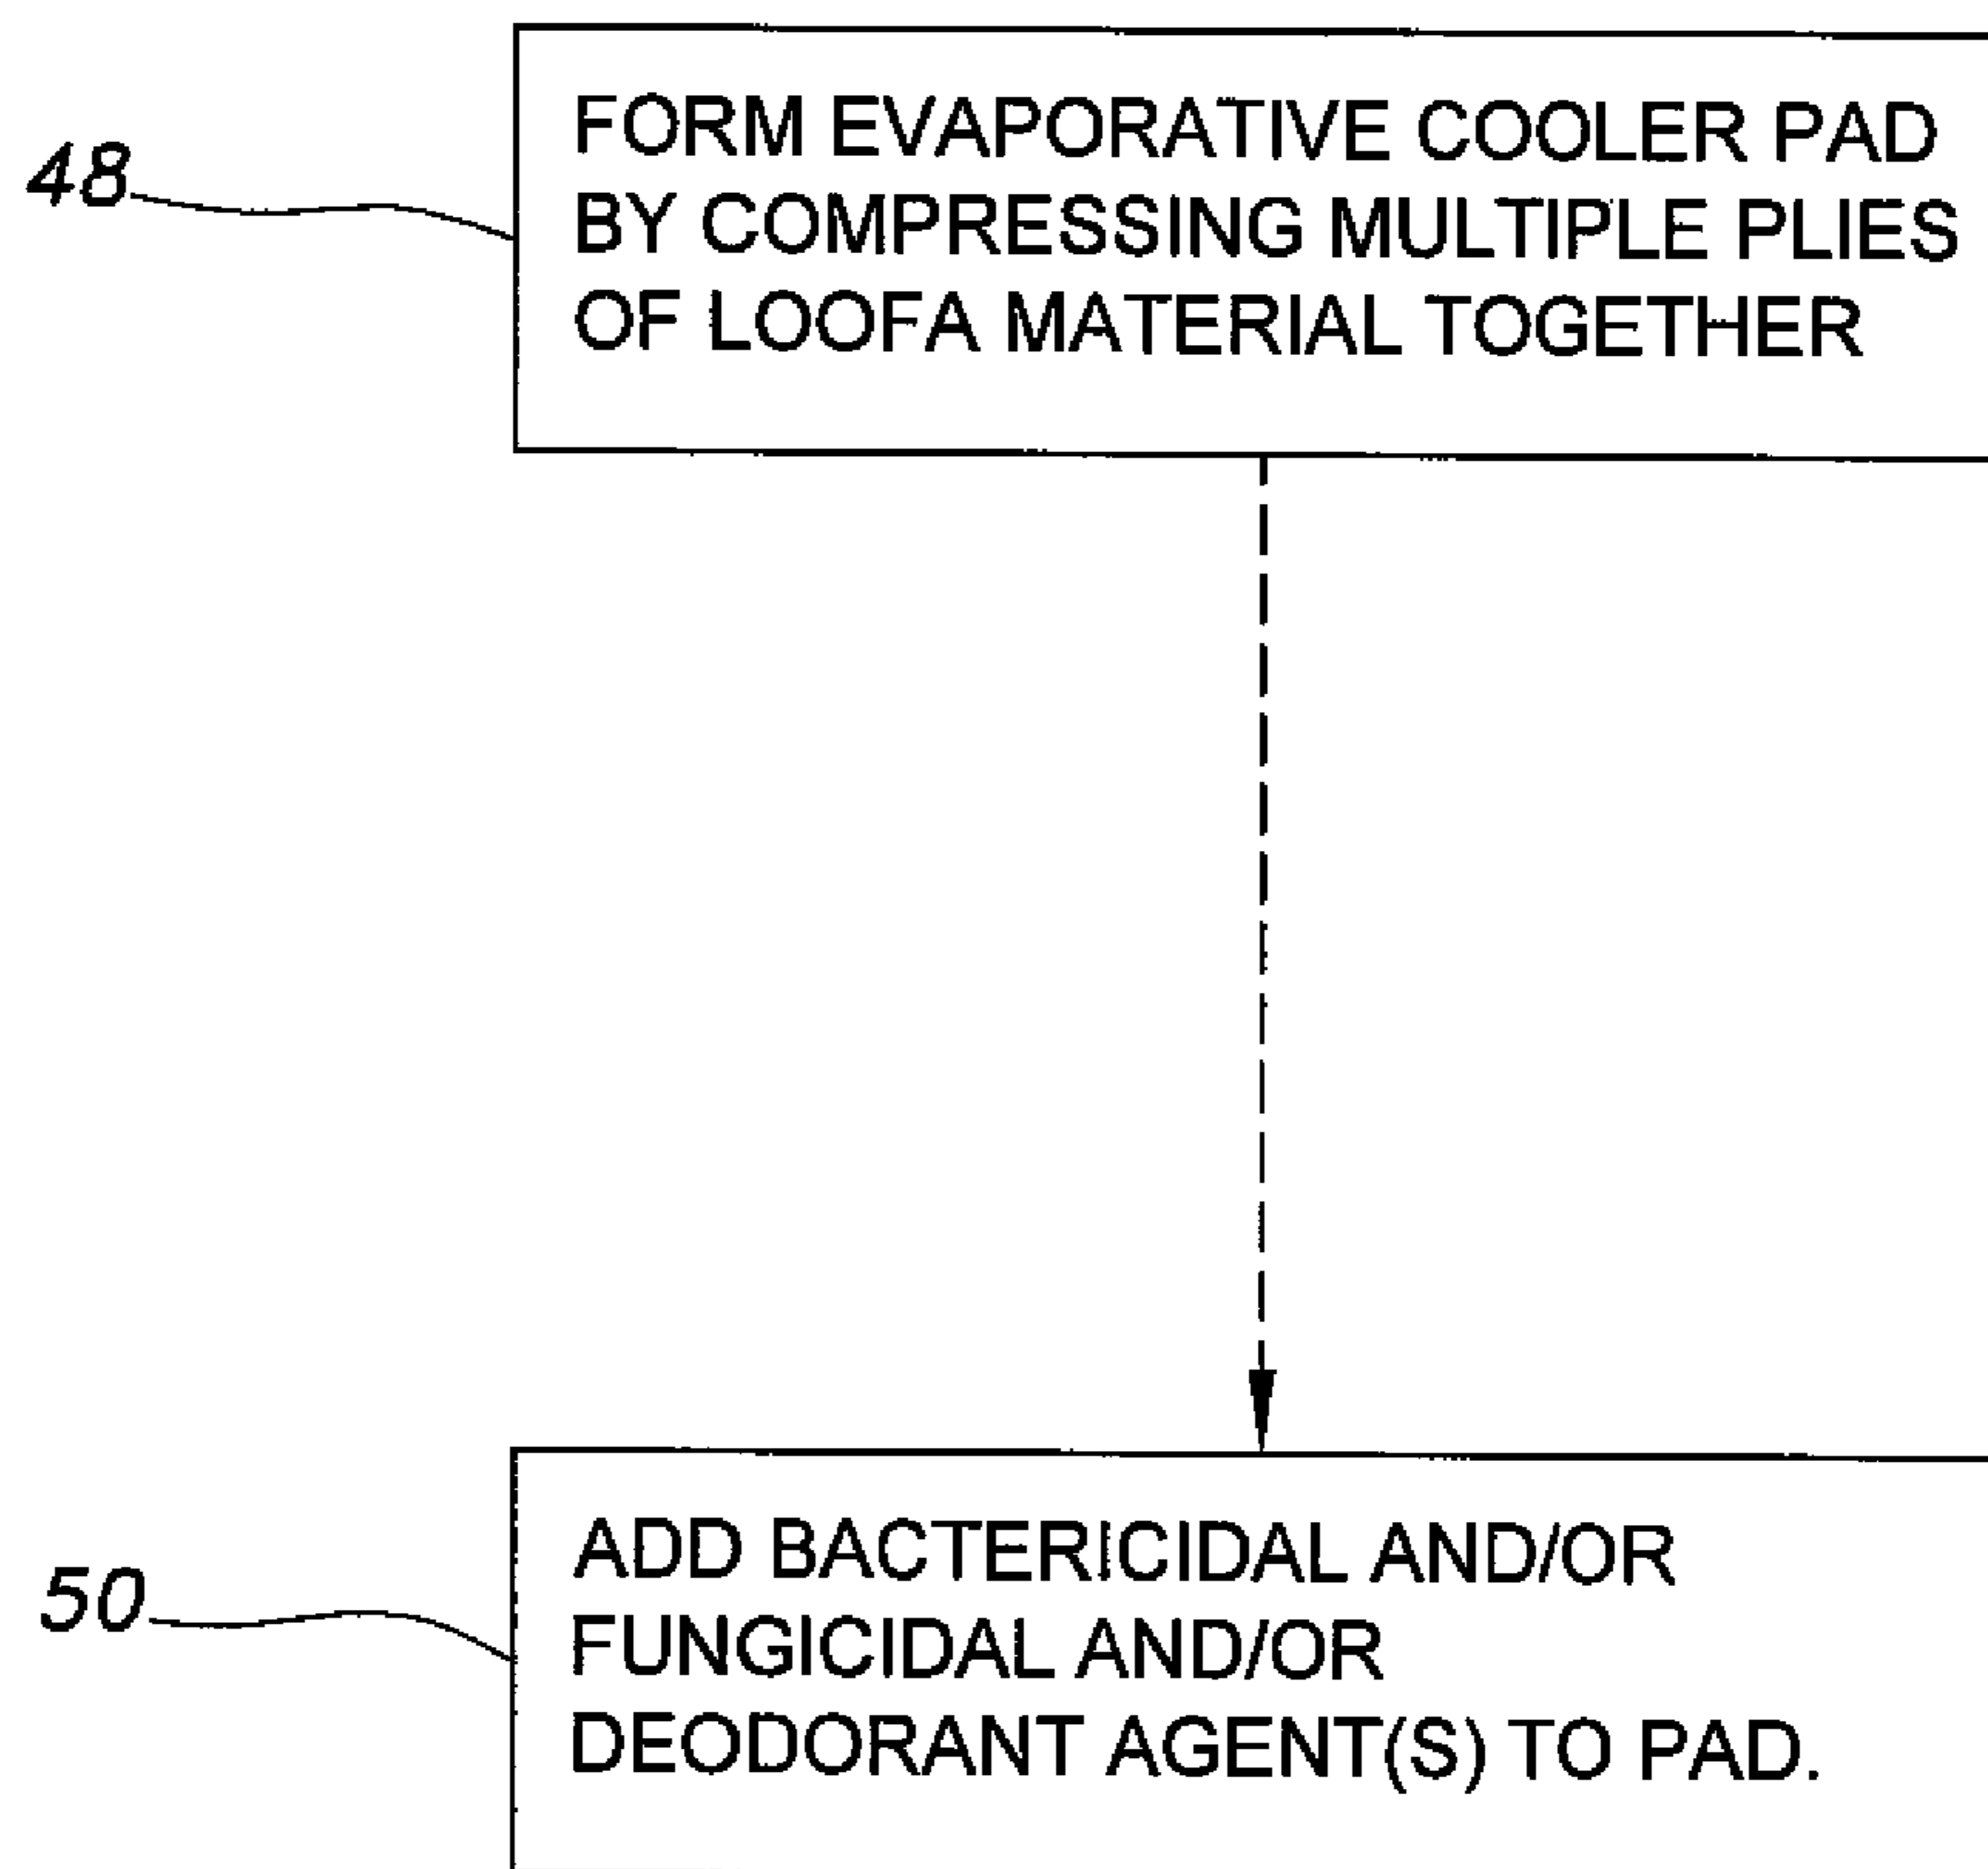 48
FORM EVAPORATIVE COOLER PAD
BY COMPRESSING MULTIPLE PLIES
OF LOOFA MATERIAL TOGETHER
50
ADD BACTERICIDAL AND/OR
FUNGICIDAL AND/OR
DEODORANT AGENT(S) TO PAD.